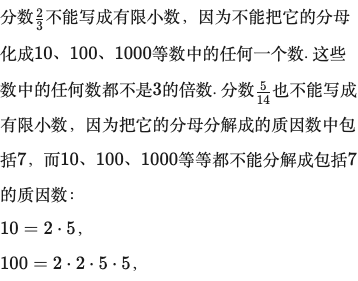 分数2/3不能写成有限小数，因为不能把它的分母
化成10、100、1000等数中的任何一个数. 这些
数中的任何数都不是3的倍数. 分数5/14也不能写成
有限小数，因为把它的分母分解成的质因数中包
括7，而10、100、1000等等都不能分解成包括7
的质因数：
10 = 2 · 5，
100 = 2 · 2 · 5 · 5，